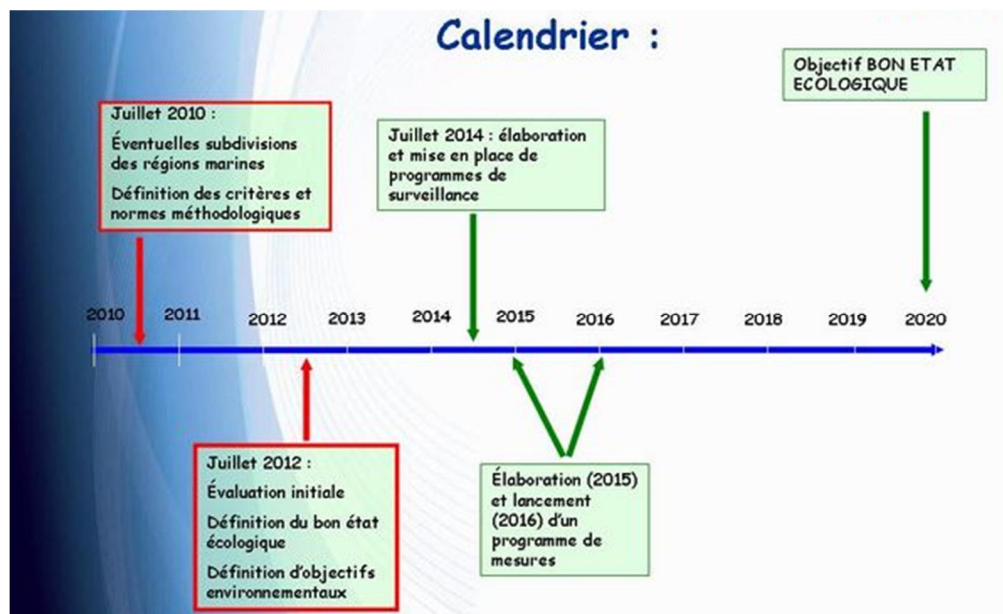 Calendrier :
Objectif BON ETAT
ECOLOGIQUE
Juillet 2010 :
Éventuelles subdivisions
des régions marines
Définition des critères et
normes méthodologiques
Juillet 2014 : élaboration
et mise en place de
programmes de
surveillance
2010 2011 2012 2013 2014 2015 2016 2017 2018 2019 2020
Juillet 2012 :
Évaluation initiale
Définition du bon état
écologique
Définition d'objectifs
environnementaux
Élaboration (2015)
et lancement
(2016) d'un
programme de
mesures